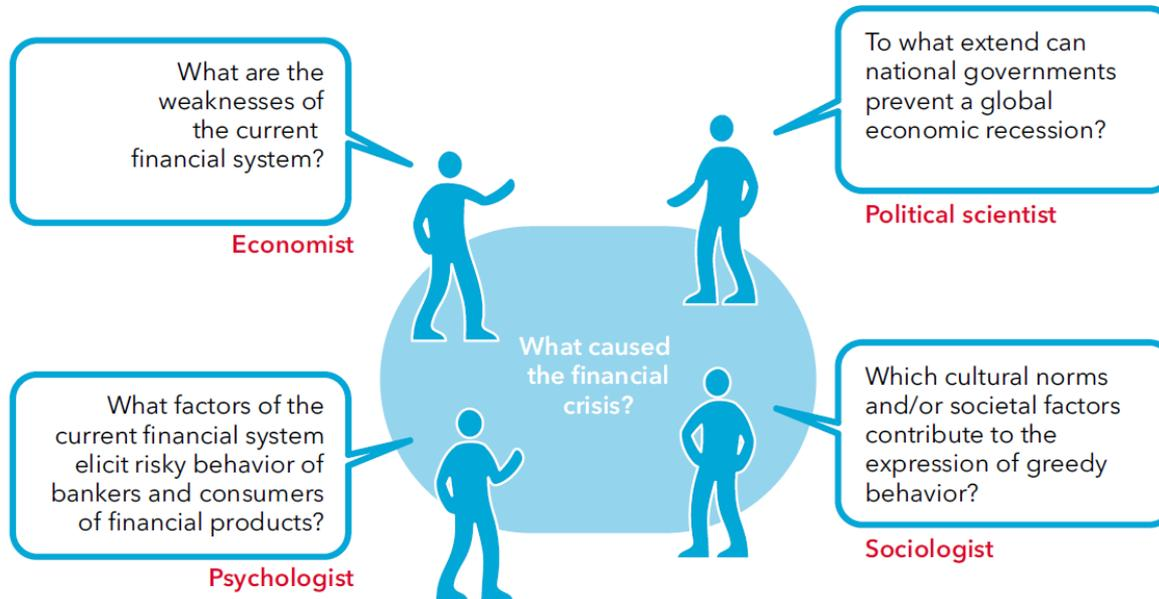 What are the
weaknesses of
the current
financial system?
Economist
To what extend can
national governments
prevent a global
economic recession?
Political scientist
What caused
the financial
crisis?
What factors of the
current financial system
elicit risky behavior of
bankers and consumers
of financial products?
Psychologist
Which cultural norms
and/or societal factors
contribute to the
expression of greedy
behavior?
Sociologist